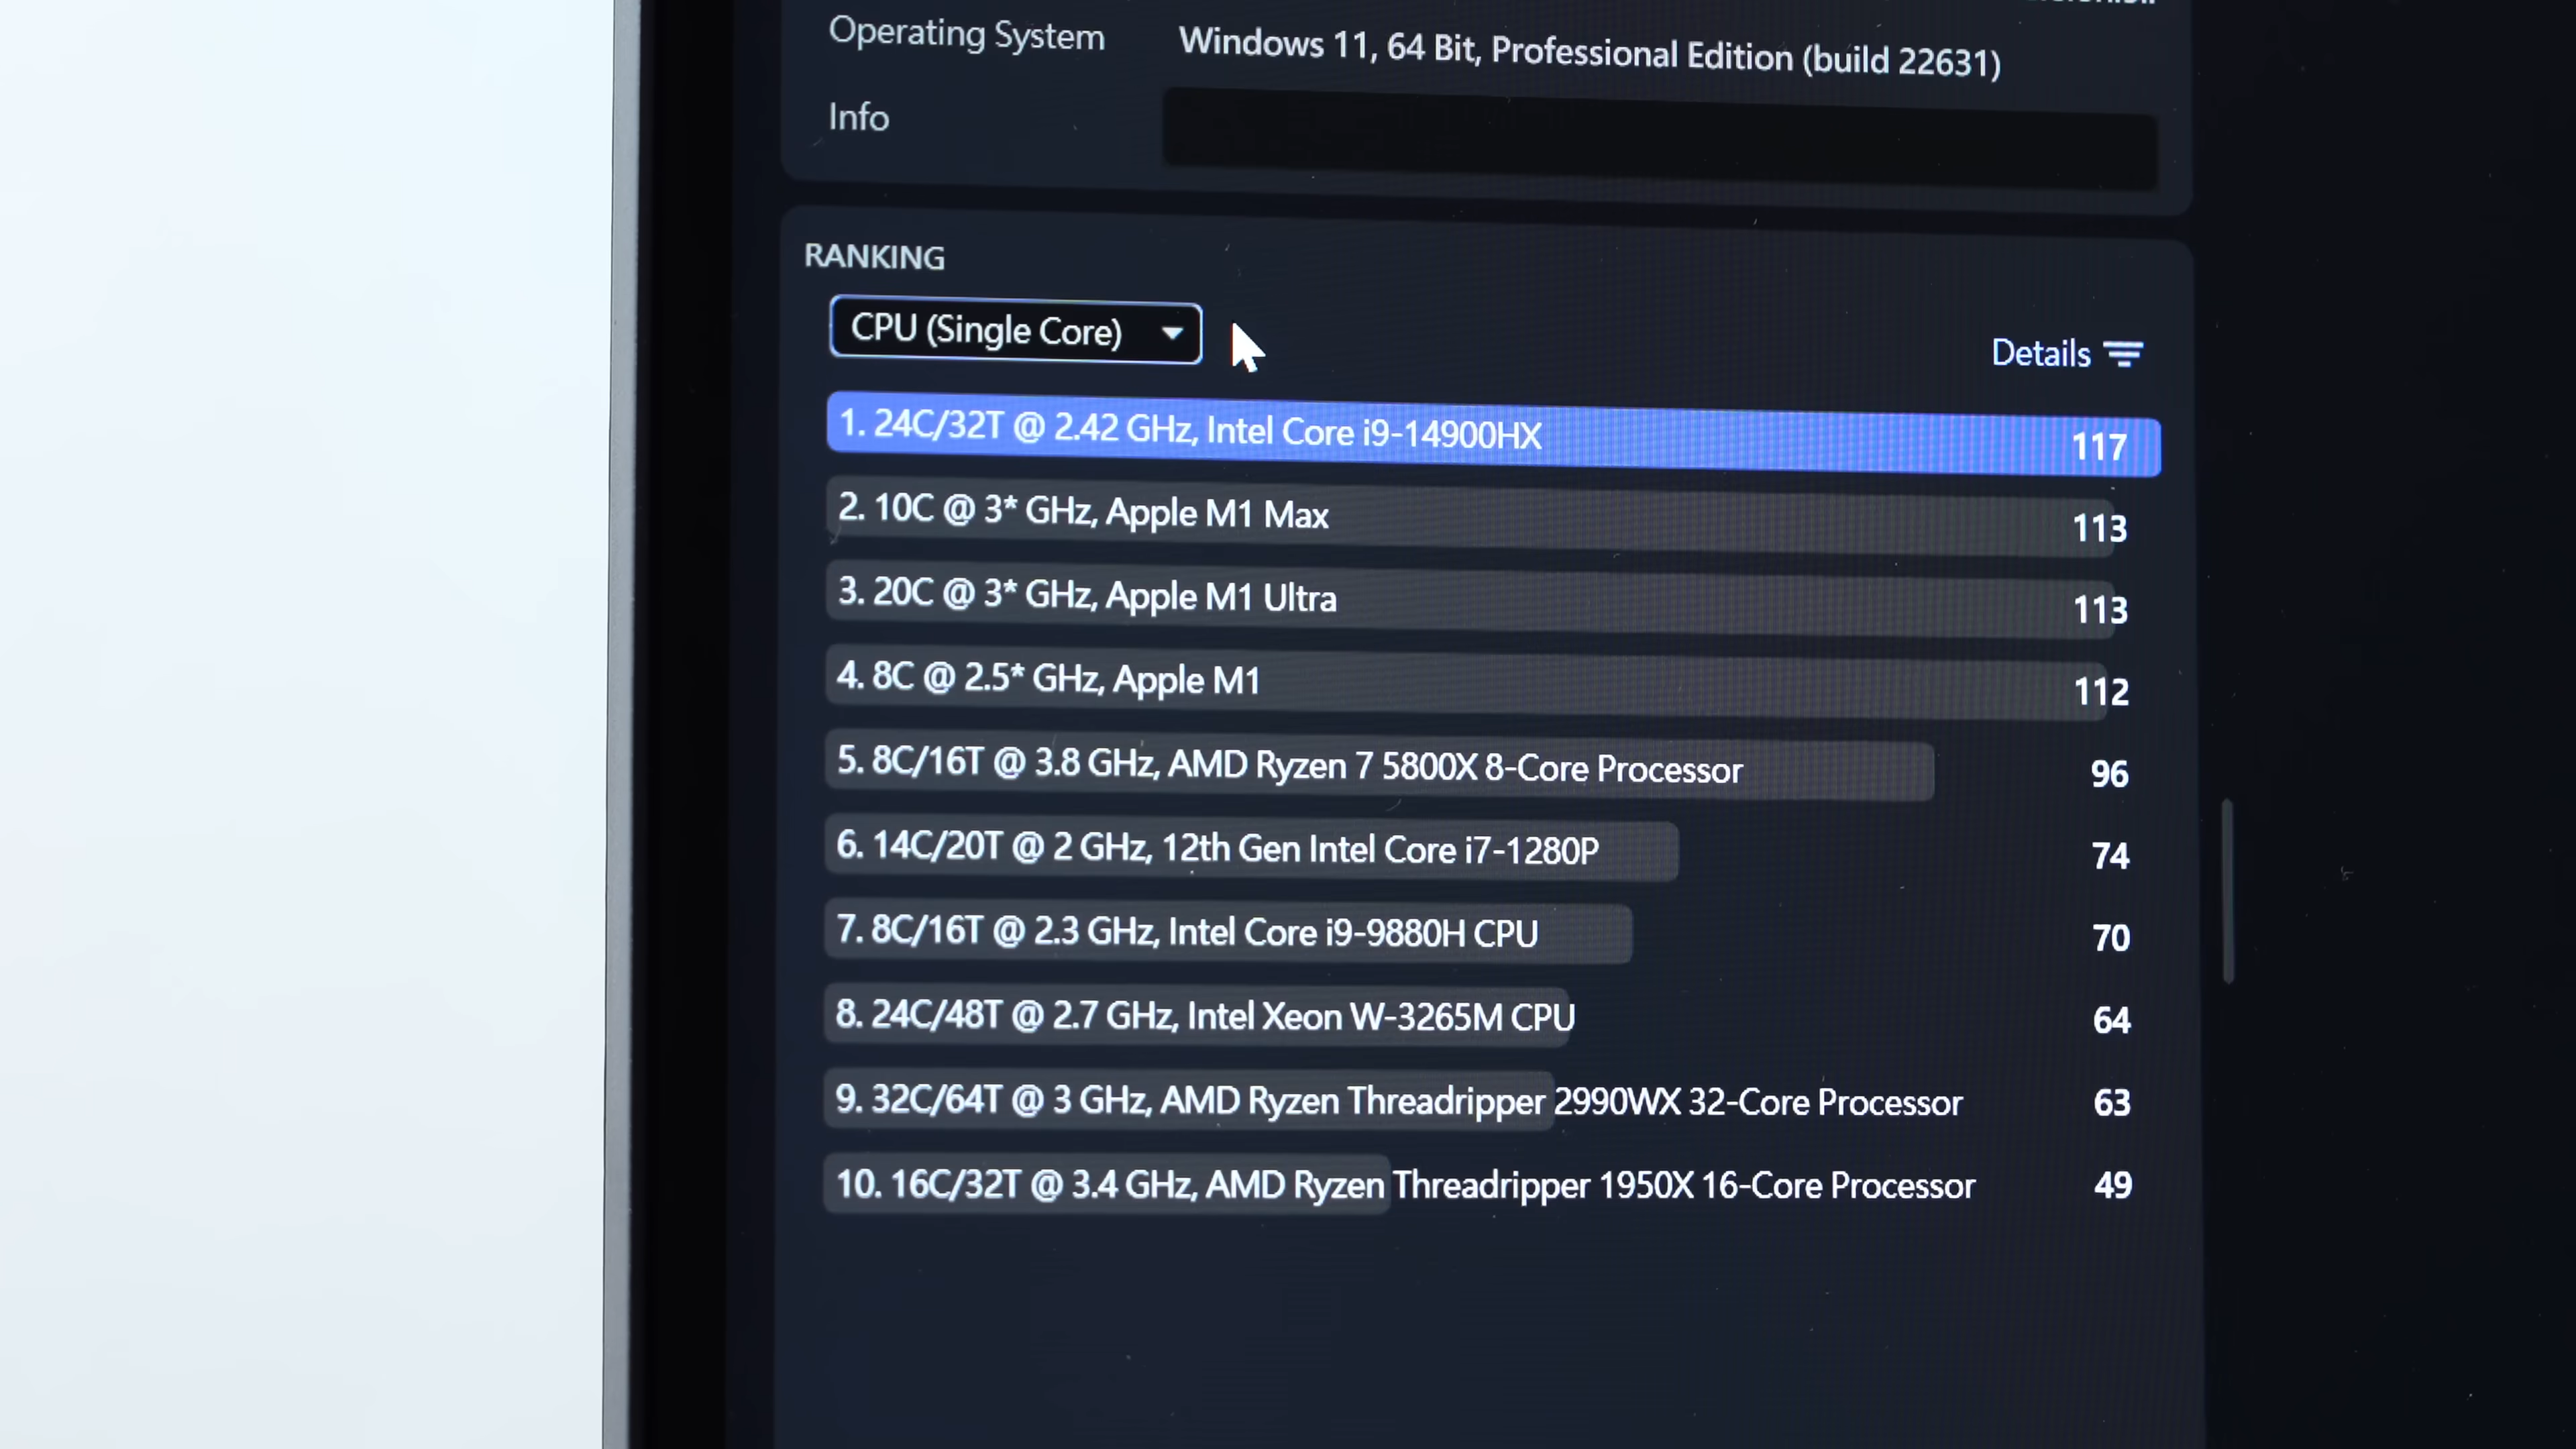 Operating System
Windows 11, 64 Bit, Professional Edition (build 22631)
Info
RANKING
CPU (Single Core)
Details
1. 24C/32T @ 2.42 GHz, Intel Core i9-14900HX 117
2. 10C @ 3* GHz, Apple M1 Max 113
3. 20C @ 3* GHz, Apple M1 Ultra 113
4. 8C @ 2.5* GHz, Apple M1 112
5. 8C/16T @ 3.8 GHz, AMD Ryzen 7 5800X 8-Core Processor 96
6. 14C/20T @ 2 GHz, 12th Gen Intel Core i7-1280P 74
7. 8C/16T @ 2.3 GHz, Intel Core i9-9880H CPU 70
8. 24C/48T @ 2.7 GHz, Intel Xeon W-3265M CPU 64
9. 32C/64T @ 3 GHz, AMD Ryzen Threadripper 2990WX 32-Core Processor 63
10. 16C/32T @ 3.4 GHz, AMD Ryzen Threadripper 1950X 16-Core Processor 49